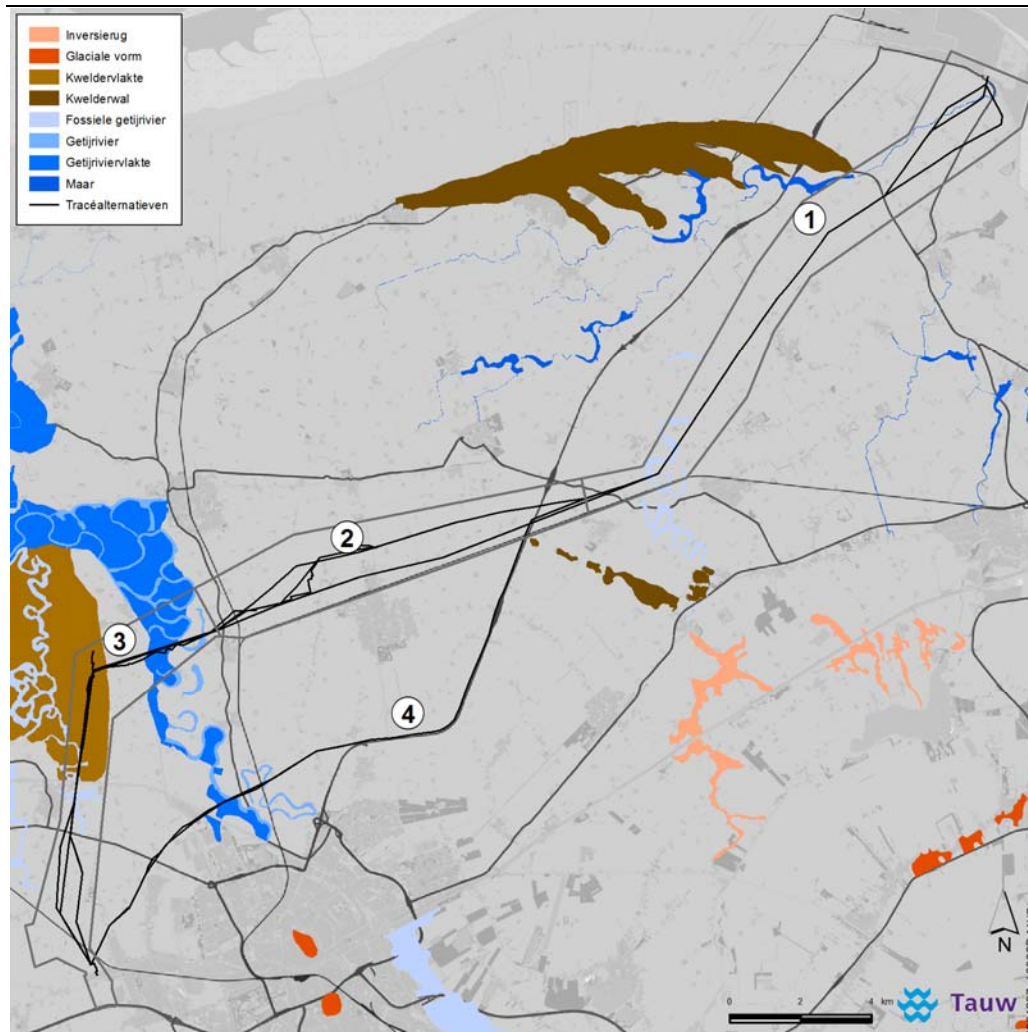 Inversierug
Glaciale vorm
Kweldervlakte
Kwelderwal
Fossiele getijrivier
Getijrivier
Getijriviervlakte
Maar
Tracéalternatieven
1
2
3
4
N
0 2 4 km
Tauw